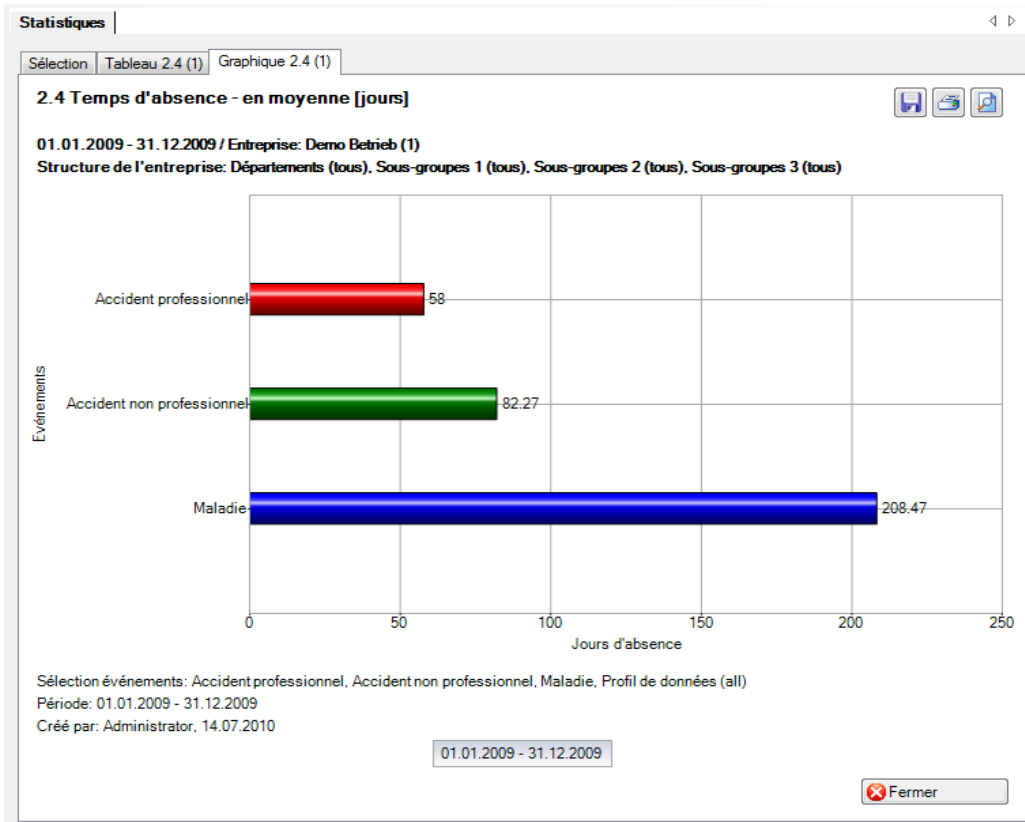 Statistiques
Sélection Tableau 2.4 (1) Graphique 2.4 (1)
2.4 Temps d'absence - en moyenne [jours]
01.01.2009 - 31.12.2009 / Entreprise: Demo Betrieb (1)
Structure de l'entreprise: Départements (tous), Sous-groupes 1 (tous), Sous-groupes 2 (tous), Sous-groupes 3 (tous)
Accident professionnel 58
Accident non professionnel 82.27
Evénements
Maladie 208.47
0 50 100 150 200 250
Jours d'absence
Sélection événements: Accident professionnel, Accident non professionnel, Maladie, Profil de données (all)
Période: 01.01.2009 - 31.12.2009
Créé par: Administrator, 14.07.2010
01.01.2009 - 31.12.2009
Fermer